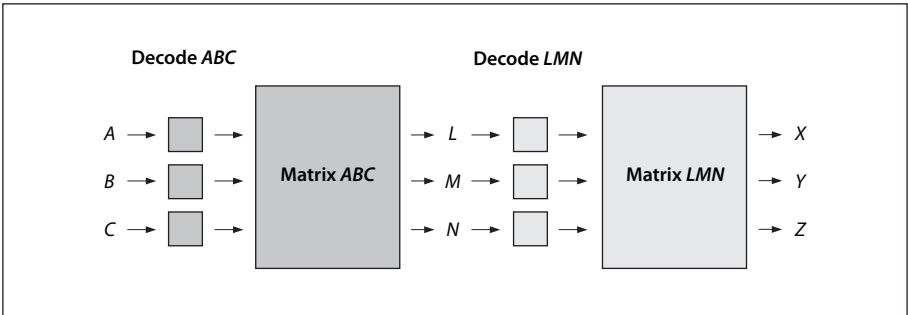 Decode ABC Decode LMN
A L X
B Matrix ABC M Matrix LMN Y
C N Z